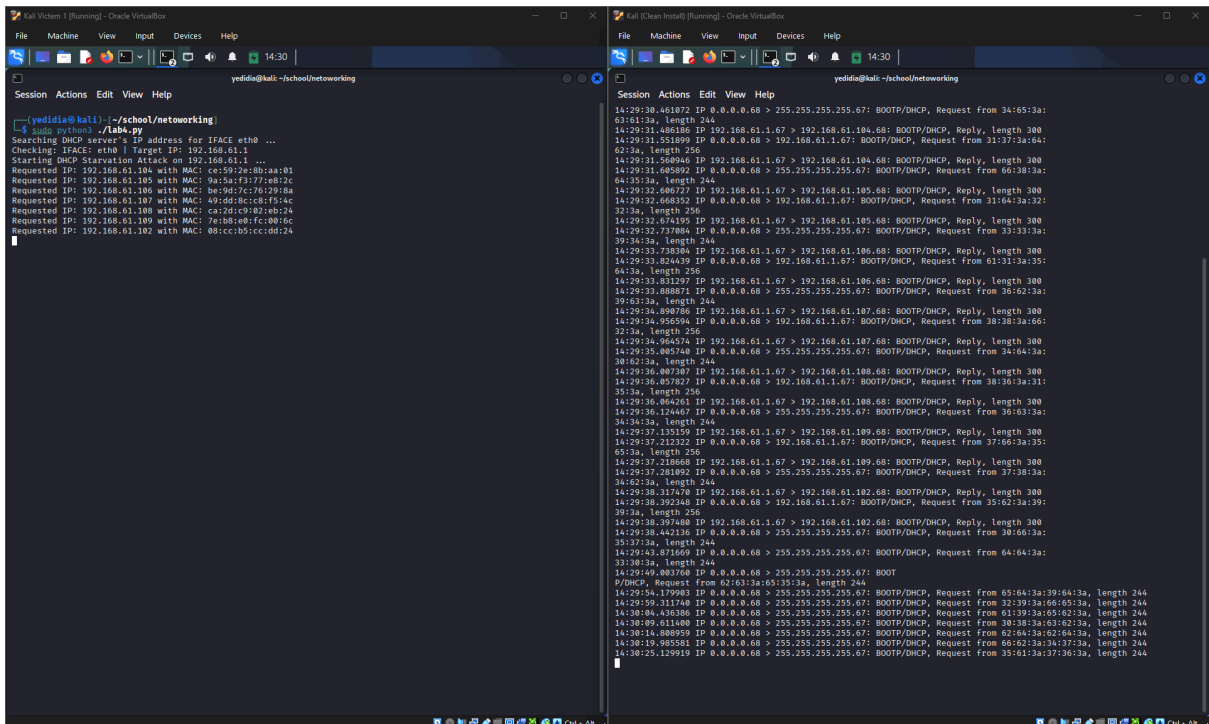 Kali Victem 1 [Running] - Oracle VirtualBox
File Machine View Input Devices Help
14:30
yedidia@kali: ~/school/netoworking
Session Actions Edit View Help
(yedidia㉿kali)-[~/school/netoworking]
$ sudo python3 ./lab4.py
Searching DHCP server's IP address for IFACE eth0 ...
Checking: IFACE: eth0 | Target IP: 192.168.61.1
Starting DHCP Starvation Attack on 192.168.61.1 ...
Requested IP: 192.168.61.104 with MAC: ce:59:2e:8b:aa:01
Requested IP: 192.168.61.105 with MAC: 9a:5a:f3:77:e8:2c
Requested IP: 192.168.61.106 with MAC: be:9d:7c:76:29:8a
Requested IP: 192.168.61.107 with MAC: 49:dd:8c:c8:f5:4c
Requested IP: 192.168.61.108 with MAC: ca:2d:c9:02:eb:24
Requested IP: 192.168.61.109 with MAC: 7e:b8:e0:fc:00:6c
Requested IP: 192.168.61.102 with MAC: 08:cc:b5:cc:dd:24
Kali (Clean Install) [Running] - Oracle VirtualBox
File Machine View Input Devices Help
14:30
yedidia@kali: ~/school/netoworking
Session Actions Edit View Help
14:29:30.461072 IP 0.0.0.0.68 > 255.255.255.255.67: BOOTP/DHCP, Request from 34:65:3a:
63:61:3a, length 244
14:29:31.486186 IP 192.168.61.1.67 > 192.168.61.104.68: BOOTP/DHCP, Reply, length 300
14:29:31.551899 IP 0.0.0.0.68 > 192.168.61.1.67: BOOTP/DHCP, Request from 31:37:3a:64:
62:3a, length 256
14:29:31.560946 IP 192.168.61.1.67 > 192.168.61.104.68: BOOTP/DHCP, Reply, length 300
14:29:31.605892 IP 0.0.0.0.68 > 255.255.255.255.67: BOOTP/DHCP, Request from 66:38:3a:
64:35:3a, length 244
14:29:32.606727 IP 192.168.61.1.67 > 192.168.61.105.68: BOOTP/DHCP, Reply, length 300
14:29:32.668352 IP 0.0.0.0.68 > 192.168.61.1.67: BOOTP/DHCP, Request from 31:64:3a:32:
32:3a, length 256
14:29:32.674195 IP 192.168.61.1.67 > 192.168.61.105.68: BOOTP/DHCP, Reply, length 300
14:29:32.737084 IP 0.0.0.0.68 > 255.255.255.255.67: BOOTP/DHCP, Request from 33:33:3a:
39:34:3a, length 244
14:29:33.738304 IP 192.168.61.1.67 > 192.168.61.106.68: BOOTP/DHCP, Reply, length 300
14:29:33.824439 IP 0.0.0.0.68 > 192.168.61.1.67: BOOTP/DHCP, Request from 61:31:3a:35:
64:3a, length 256
14:29:33.831297 IP 192.168.61.1.67 > 192.168.61.106.68: BOOTP/DHCP, Reply, length 300
14:29:33.888871 IP 0.0.0.0.68 > 255.255.255.255.67: BOOTP/DHCP, Request from 36:62:3a:
39:63:3a, length 244
14:29:34.890786 IP 192.168.61.1.67 > 192.168.61.107.68: BOOTP/DHCP, Reply, length 300
14:29:34.956594 IP 0.0.0.0.68 > 192.168.61.1.67: BOOTP/DHCP, Request from 38:38:3a:66:
32:3a, length 256
14:29:34.964574 IP 192.168.61.1.67 > 192.168.61.107.68: BOOTP/DHCP, Reply, length 300
14:29:35.005740 IP 0.0.0.0.68 > 255.255.255.255.67: BOOTP/DHCP, Request from 34:64:3a:
30:62:3a, length 244
14:29:36.007307 IP 192.168.61.1.67 > 192.168.61.108.68: BOOTP/DHCP, Reply, length 300
14:29:36.057827 IP 0.0.0.0.68 > 192.168.61.1.67: BOOTP/DHCP, Request from 38:36:3a:31:
35:3a, length 256
14:29:36.064261 IP 192.168.61.1.67 > 192.168.61.108.68: BOOTP/DHCP, Reply, length 300
14:29:36.124467 IP 0.0.0.0.68 > 255.255.255.255.67: BOOTP/DHCP, Request from 36:63:3a:
34:34:3a, length 244
14:29:37.135159 IP 192.168.61.1.67 > 192.168.61.109.68: BOOTP/DHCP, Reply, length 300
14:29:37.212322 IP 0.0.0.0.68 > 192.168.61.1.67: BOOTP/DHCP, Request from 37:66:3a:35:
65:3a, length 256
14:29:37.218668 IP 192.168.61.1.67 > 192.168.61.109.68: BOOTP/DHCP, Reply, length 300
14:29:37.281092 IP 0.0.0.0.68 > 255.255.255.255.67: BOOTP/DHCP, Request from 37:38:3a:
34:62:3a, length 244
14:29:38.317470 IP 192.168.61.1.67 > 192.168.61.102.68: BOOTP/DHCP, Reply, length 300
14:29:38.392348 IP 0.0.0.0.68 > 192.168.61.1.67: BOOTP/DHCP, Request from 35:62:3a:39:
39:3a, length 256
14:29:38.397480 IP 192.168.61.1.67 > 192.168.61.102.68: BOOTP/DHCP, Reply, length 300
14:29:38.442136 IP 0.0.0.0.68 > 255.255.255.255.67: BOOTP/DHCP, Request from 30:66:3a:
35:37:3a, length 244
14:29:43.871669 IP 0.0.0.0.68 > 255.255.255.255.67: BOOTP/DHCP, Request from 64:64:3a:
33:30:3a, length 244
14:29:49.003760 IP 0.0.0.0.68 > 255.255.255.255.67: BOOT
P/DHCP, Request from 62:63:3a:65:35:3a, length 244
14:29:54.179903 IP 0.0.0.0.68 > 255.255.255.255.67: BOOTP/DHCP, Request from 65:64:3a:39:64:3a, length 244
14:29:59.311740 IP 0.0.0.0.68 > 255.255.255.255.67: BOOTP/DHCP, Request from 32:39:3a:66:65:3a, length 244
14:30:04.436386 IP 0.0.0.0.68 > 255.255.255.255.67: BOOTP/DHCP, Request from 61:39:3a:65:62:3a, length 244
14:30:09.611400 IP 0.0.0.0.68 > 255.255.255.255.67: BOOTP/DHCP, Request from 30:38:3a:63:62:3a, length 244
14:30:14.808959 IP 0.0.0.0.68 > 255.255.255.255.67: BOOTP/DHCP, Request from 62:64:3a:62:64:3a, length 244
14:30:19.985581 IP 0.0.0.0.68 > 255.255.255.255.67: BOOTP/DHCP, Request from 66:62:3a:34:37:3a, length 244
14:30:25.129919 IP 0.0.0.0.68 > 255.255.255.255.67: BOOTP/DHCP, Request from 35:61:3a:37:36:3a, length 244
Ctrl + Alt
Ctrl + Alt